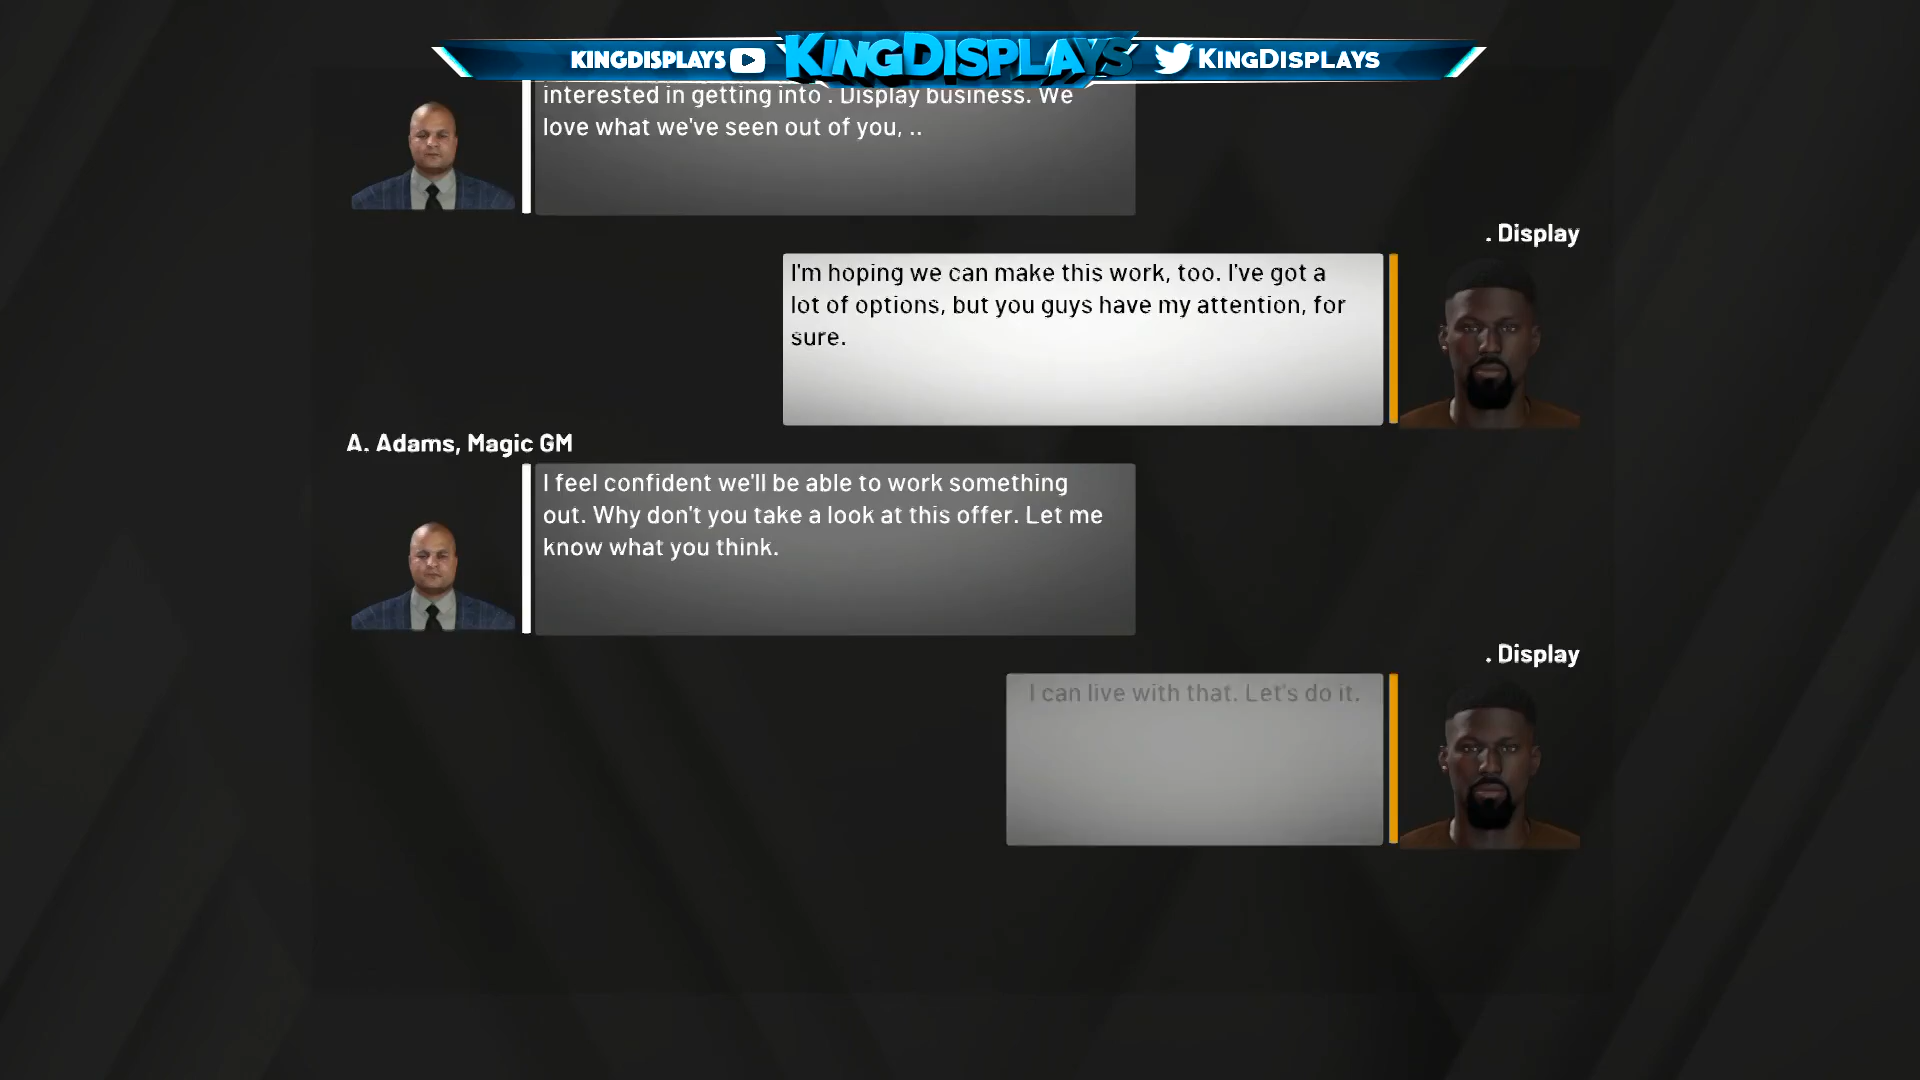 KINGDISPLAYS KINGDISPLAYS KINGDISPLAYS
interested in getting into . Display business. We
love what we've seen out of you, ..
. Display
I'm hoping we can make this work, too. I've got a
lot of options, but you guys have my attention, for
sure.
A. Adams, Magic GM
I feel confident we'll be able to work something
out. Why don't you take a look at this offer. Let me
know what you think.
. Display
I can live with that. Let's do it.